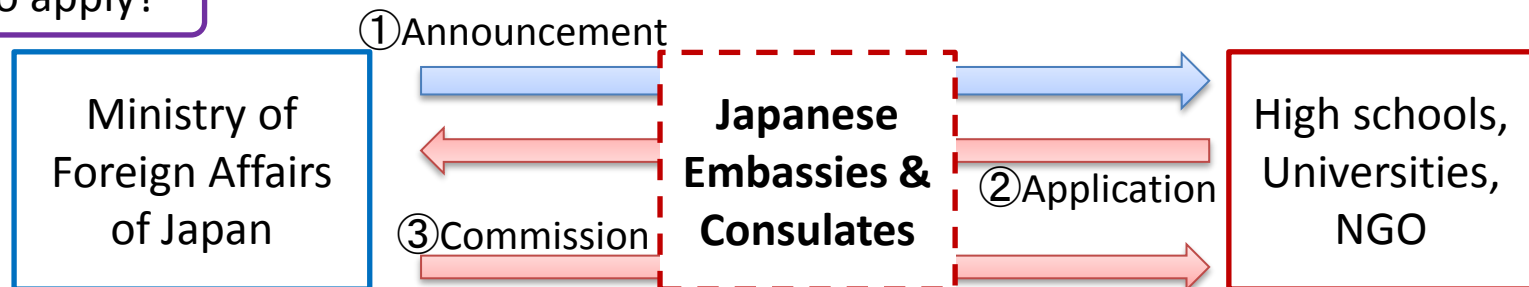 o apply?
①Announcement
Ministry of
Foreign Affairs
of Japan
Japanese
Embassies &
Consulates
High schools,
Universities,
NGO
②Application
③Commission